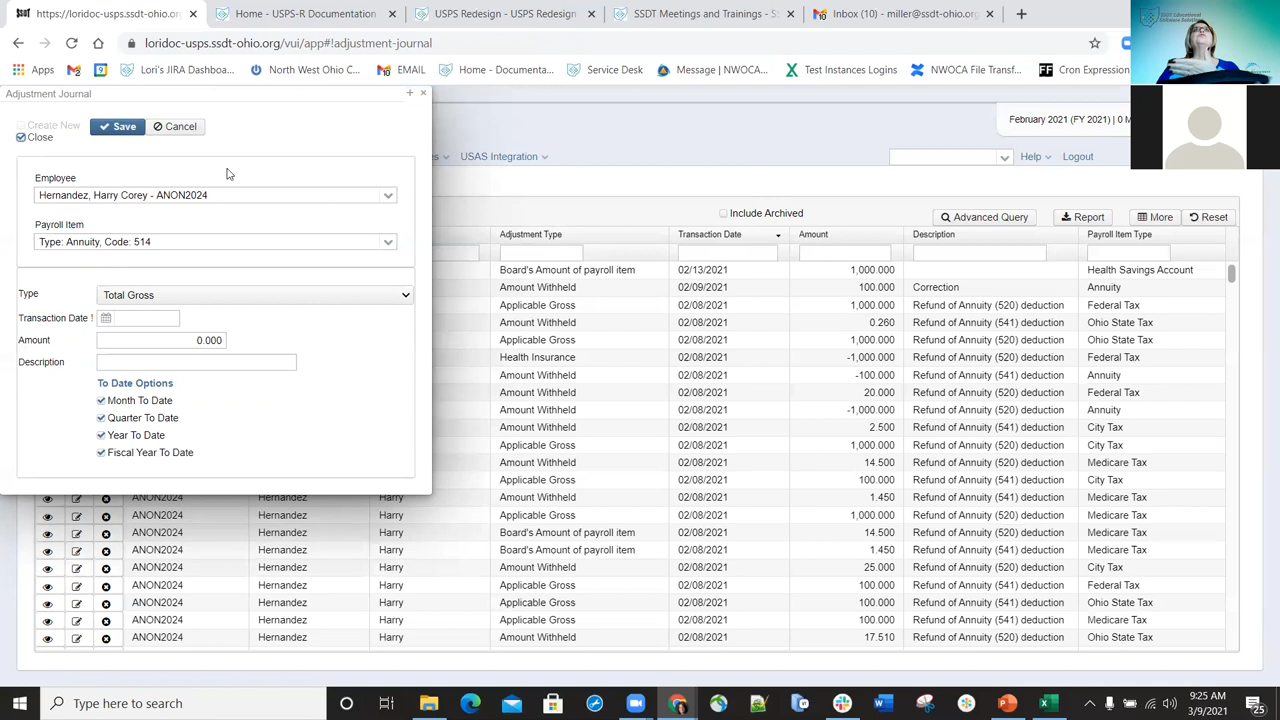 https://loridoc-usps.ssdt-ohio.org/
Home - USPS-R Documentation
USPS Redesign - USPS Redesign
SSDT Meetings and Trainings - S
Inbox (10) - miller@ssdt-ohio.org
loridoc-usps.ssdt-ohio.org/vui/app#!adjustment-journal
Apps
Lori's JIRA Dashboa...
North West Ohio C...
EMAIL
Home – Documenta...
Service Desk
Message | NWOCA...
Test Instances Logins
NWOCA File Transf...
Cron Expression
Adjustment Journal
Create New
Close
Save
Cancel
February 2021 (FY 2021) | 0 M
USAS Integration
Help
Logout
Employee
Hernandez, Harry Corey - ANON2024
Payroll Item
Type: Annuity, Code: 514
Type
Total Gross
Transaction Date !
Amount
0.000
Description
To Date Options
Month To Date
Quarter To Date
Year To Date
Fiscal Year To Date
Include Archived
Advanced Query
Report
More
Reset
Adjustment Type Transaction Date Amount Description Payroll Item Type
Board's Amount of payroll item 02/13/2021 1,000.000 Health Savings Account
Amount Withheld 02/09/2021 100.000 Correction Annuity
Applicable Gross 02/08/2021 1,000.000 Refund of Annuity (520) deduction Federal Tax
Amount Withheld 02/08/2021 0.260 Refund of Annuity (541) deduction Ohio State Tax
Applicable Gross 02/08/2021 1,000.000 Refund of Annuity (520) deduction Ohio State Tax
Health Insurance 02/08/2021 -1,000.000 Refund of Annuity (520) deduction Federal Tax
Amount Withheld 02/08/2021 -100.000 Refund of Annuity (541) deduction Annuity
Amount Withheld 02/08/2021 20.000 Refund of Annuity (520) deduction Federal Tax
Amount Withheld 02/08/2021 -1,000.000 Refund of Annuity (520) deduction Annuity
Amount Withheld 02/08/2021 2.500 Refund of Annuity (541) deduction City Tax
Applicable Gross 02/08/2021 1,000.000 Refund of Annuity (520) deduction City Tax
Amount Withheld 02/08/2021 14.500 Refund of Annuity (520) deduction Medicare Tax
Applicable Gross 02/08/2021 100.000 Refund of Annuity (541) deduction City Tax
ANON2024 Hernandez Harry Amount Withheld 02/08/2021 1.450 Refund of Annuity (541) deduction Medicare Tax
ANON2024 Hernandez Harry Applicable Gross 02/08/2021 1,000.000 Refund of Annuity (520) deduction Medicare Tax
ANON2024 Hernandez Harry Board's Amount of payroll item 02/08/2021 14.500 Refund of Annuity (520) deduction Medicare Tax
ANON2024 Hernandez Harry Board's Amount of payroll item 02/08/2021 1.450 Refund of Annuity (541) deduction Medicare Tax
ANON2024 Hernandez Harry Amount Withheld 02/08/2021 25.000 Refund of Annuity (520) deduction City Tax
ANON2024 Hernandez Harry Applicable Gross 02/08/2021 100.000 Refund of Annuity (541) deduction Federal Tax
ANON2024 Hernandez Harry Applicable Gross 02/08/2021 100.000 Refund of Annuity (541) deduction Ohio State Tax
ANON2024 Hernandez Harry Applicable Gross 02/08/2021 100.000 Refund of Annuity (541) deduction Medicare Tax
ANON2024 Hernandez Harry Amount Withheld 02/08/2021 17.510 Refund of Annuity (520) deduction Ohio State Tax
Type here to search
9:25 AM
3/9/2021
25